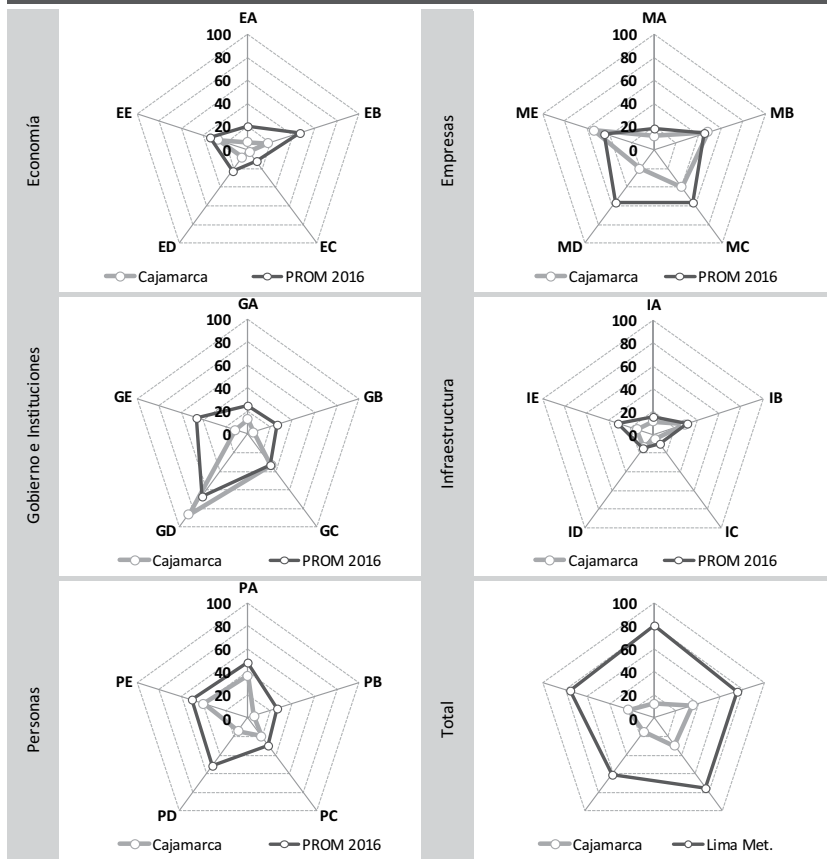 Economía
EA
100
80
60
40
20
0
EE
EB
ED
EC
Cajamarca
PROM 2016
Empresas
MA
100
80
60
40
20
0
ME
MB
MD
MC
Cajamarca
PROM 2016
Gobierno e Instituciones
GA
100
80
60
40
20
0
GE
GB
GD
GC
Cajamarca
PROM 2016
Infraestructura
IA
100
80
60
40
20
0
IE
IB
ID
IC
Cajamarca
PROM 2016
Personas
PA
100
80
60
40
20
0
PE
PB
PD
PC
Cajamarca
PROM 2016
Total
100
80
60
40
20
0
Cajamarca
Lima Met.